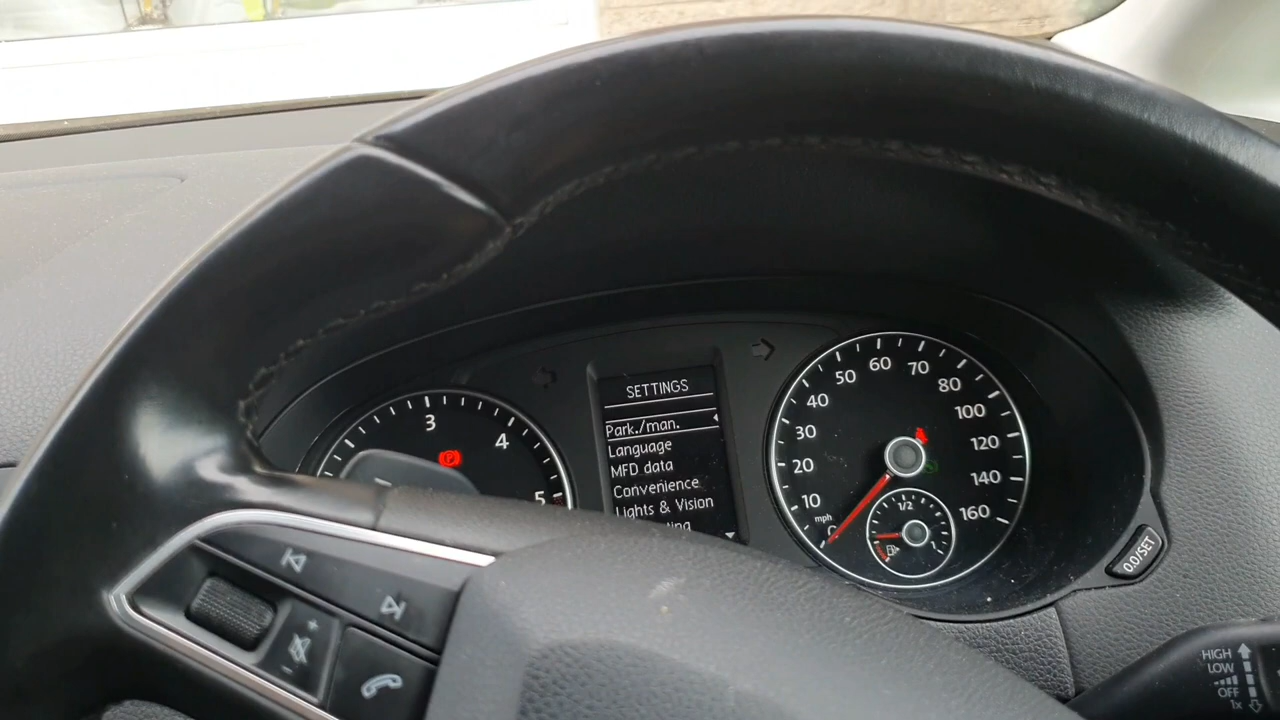 SETTINGS
Park./man.
Language
MFD data
Convenience
Lights & Vision
3
4
5
10
20
30
40
50
60
70
80
100
120
140
160
mph
1/2
0.0/SET
HIGH
LOW
OFF
1x